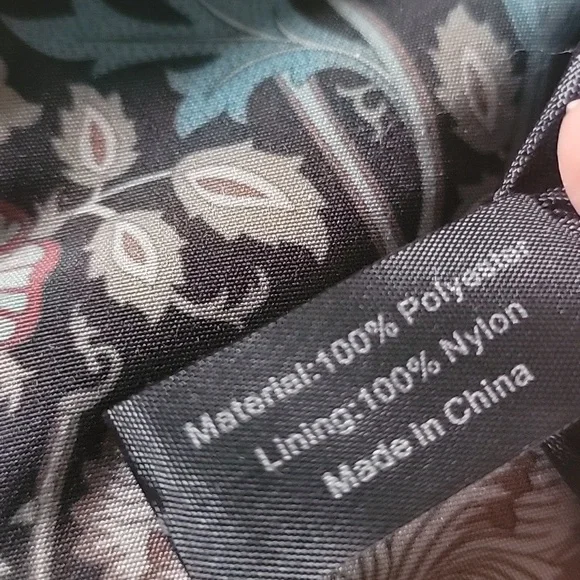 Material:100% Polyester
Lining:100% Nylon
Made in China